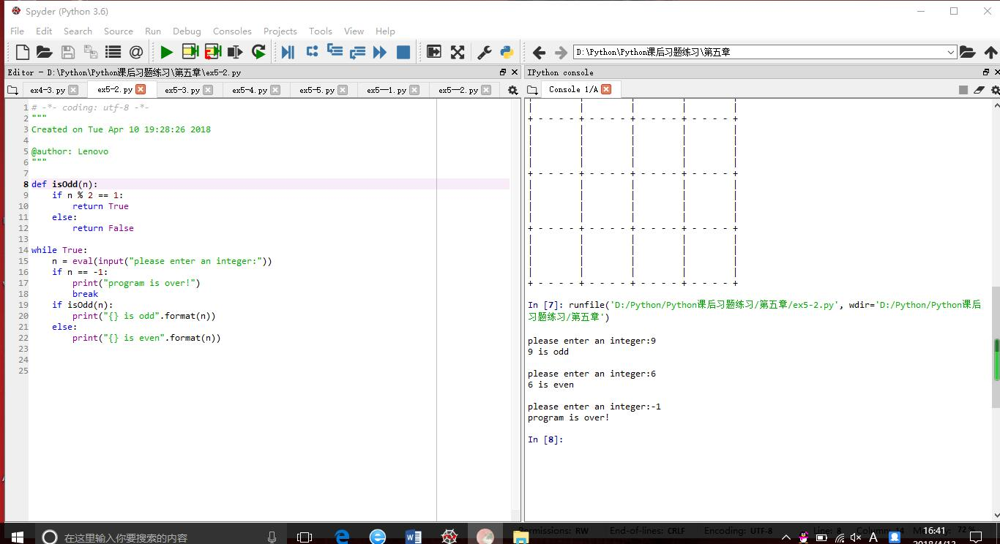 Spyder (Python 3.6)
File Edit Search Source Run Debug Consoles Projects Tools View Help
D:\Python\Python课后习题练习\第五章
Editor - D:\Python\Python课后习题练习\第五章\ex5-2.py
ex4-3.py ex5-2.py ex5-3.py ex5-4.py ex5-5.py ex5——1.py ex5——2.py
1 # -*- coding: utf-8 -*-
2 """
3 Created on Tue Apr 10 19:28:26 2018
4
5 @author: Lenovo
6 """
7
8 def isOdd(n):
9     if n % 2 == 1:
10         return True
11     else:
12         return False
13
14 while True:
15     n = eval(input("please enter an integer:"))
16     if n == -1:
17         print("program is over!")
18         break
19     if isOdd(n):
20         print("{} is odd".format(n))
21     else:
22         print("{} is even".format(n))
23
24
25
IPython console
Console 1/A
| | | | |
+ - - - - + - - - - + - - - - + - - - - +
| | | | |
| | | | |
| | | | |
| | | | |
+ - - - - + - - - - + - - - - + - - - - +
| | | | |
| | | | |
| | | | |
| | | | |
+ - - - - + - - - - + - - - - + - - - - +
| | | | |
| | | | |
| | | | |
| | | | |
+ - - - - + - - - - + - - - - + - - - - +
In [7]: runfile('D:/Python/Python课后习题练习/第五章/ex5-2.py', wdir='D:/Python/Python课后
习题练习/第五章')
please enter an integer:9
9 is odd
please enter an integer:6
6 is even
please enter an integer:-1
program is over!
In [8]:
Permissions: RW End-of-lines: CRLF Encoding: UTF-8 Line: 8 Column: 14 72 %
在这里输入你要搜索的内容
A
16:41